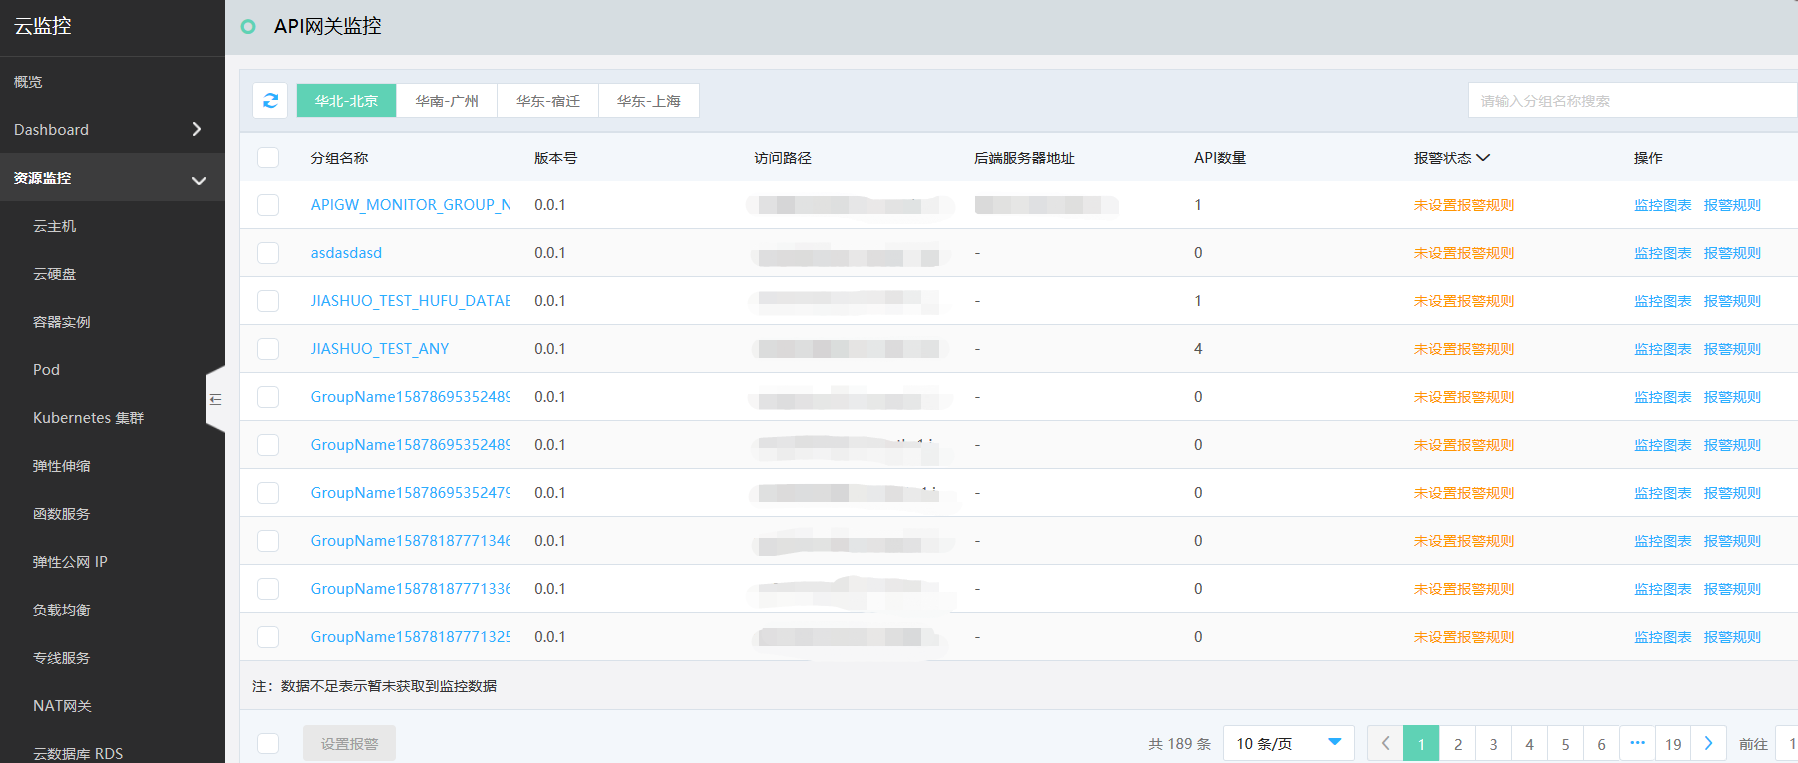 云监控
概览
Dashboard
资源监控
云主机
云硬盘
容器实例
Pod
Kubernetes 集群
弹性伸缩
函数服务
弹性公网 IP
负载均衡
专线服务
NAT网关
云数据库 RDS
API网关监控
华北-北京 华南-广州 华东-宿迁 华东-上海 请输入分组名称搜索
分组名称 版本号 访问路径 后端服务器地址 API数量 报警状态 操作
APIGW_MONITOR_GROUP_N 0.0.1 1 未设置报警规则 监控图表 报警规则
asdasdasd 0.0.1 - 0 未设置报警规则 监控图表 报警规则
JIASHUO_TEST_HUFU_DATAE 0.0.1 - 1 未设置报警规则 监控图表 报警规则
JIASHUO_TEST_ANY 0.0.1 - 4 未设置报警规则 监控图表 报警规则
GroupName15878695352489 0.0.1 - 0 未设置报警规则 监控图表 报警规则
GroupName15878695352489 0.0.1 - 0 未设置报警规则 监控图表 报警规则
GroupName15878695352479 0.0.1 - 0 未设置报警规则 监控图表 报警规则
GroupName15878187771346 0.0.1 - 0 未设置报警规则 监控图表 报警规则
GroupName15878187771336 0.0.1 - 0 未设置报警规则 监控图表 报警规则
GroupName15878187771325 0.0.1 - 0 未设置报警规则 监控图表 报警规则
注：数据不足表示暂未获取到监控数据
设置报警 共 189 条 10 条/页 1 2 3 4 5 6 ••• 19 前往 1